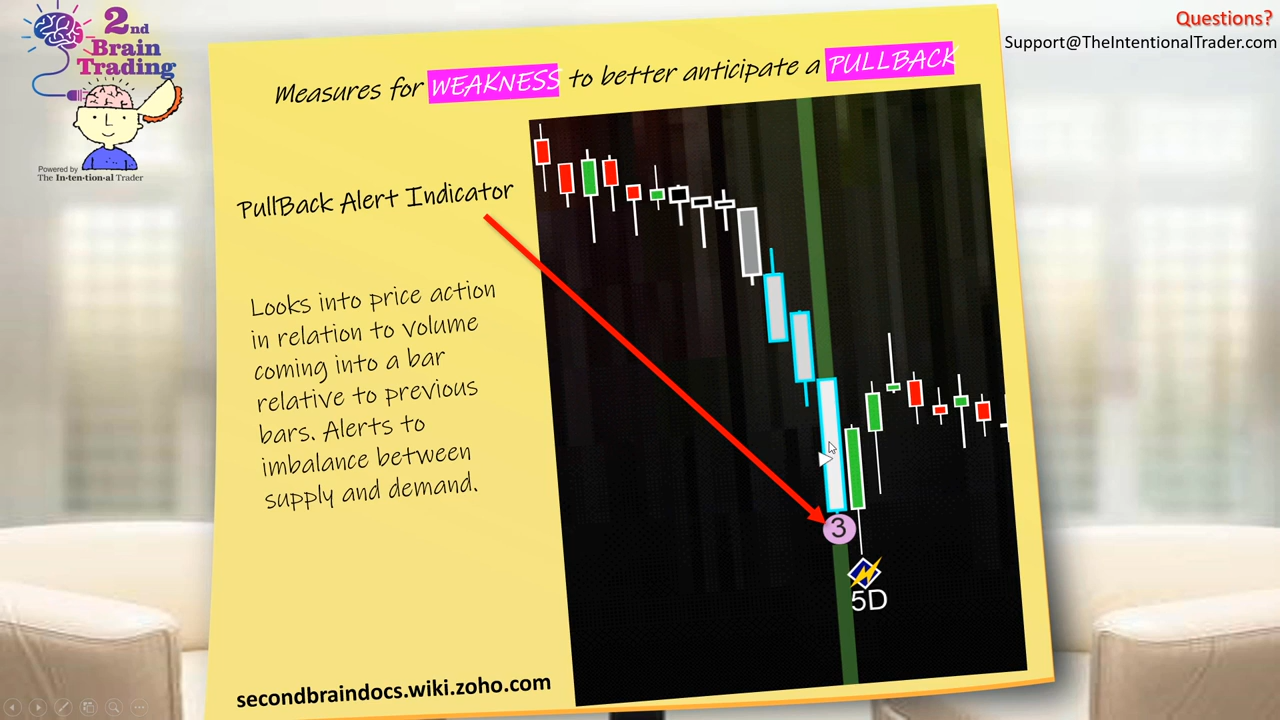 2nd
Brain
Trading
Powered by
The In·ten·tion·al Trader
Questions?
Support@TheIntentionalTrader.com
Measures for WEAKNESS to better anticipate a PULLBACK
PullBack Alert Indicator
Looks into price action
in relation to volume
coming into a bar
relative to previous
bars. Alerts to
imbalance between
supply and demand.
3
5D
secondbraindocs.wiki.zoho.com